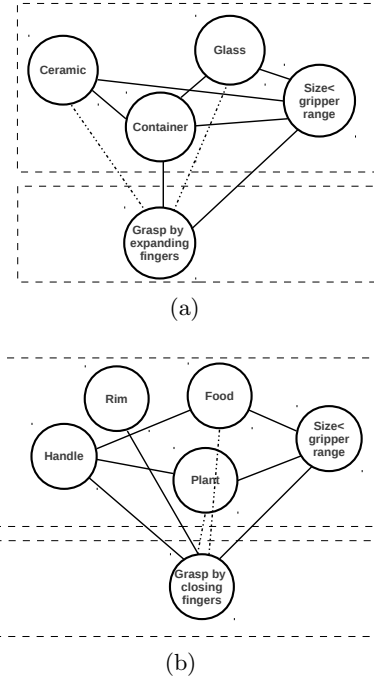 Glass
Ceramic
Size<
gripper
range
Container
Grasp by
expanding
fingers
(a)
Rim
Food
Size<
gripper
range
Handle
Plant
Grasp by
closing
fingers
(b)